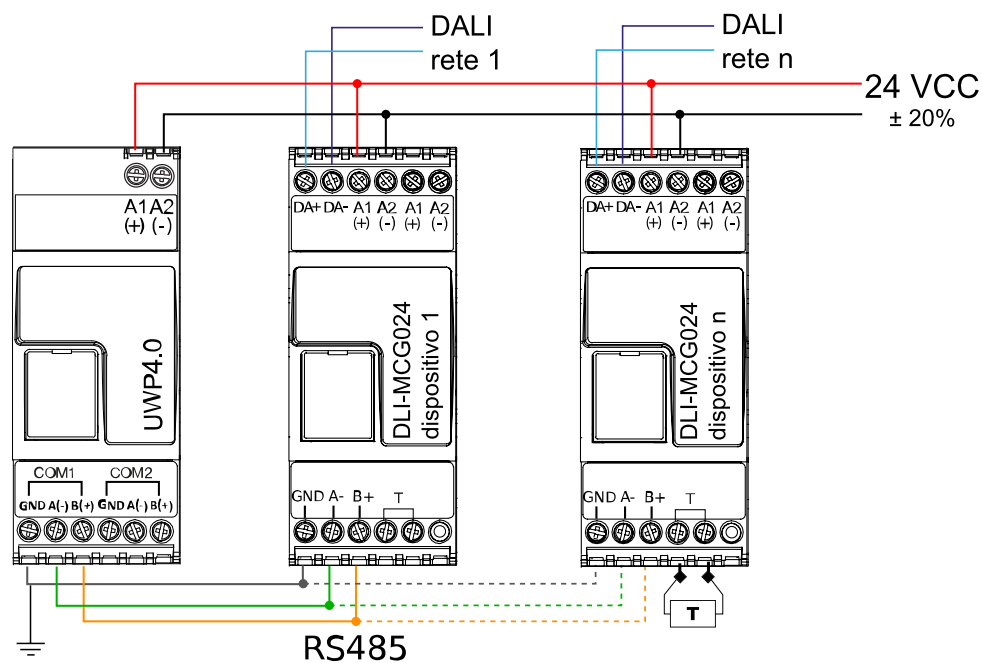 DALI
rete 1
DALI
rete n
24 VCC
± 20%
A1 A2
(+) (-)
DA+ DA- A1 A2 A1 A2
(+) (-) (+) (-)
DA+ DA- A1 A2 A1 A2
(+) (-) (+) (-)
UWP4.0
DLI-MCG024
dispositivo 1
DLI-MCG024
dispositivo n
COM1 COM2
GND A(-) B(+) GND A(-) B(+)
GND A- B+ T
GND A- B+ T
T
RS485